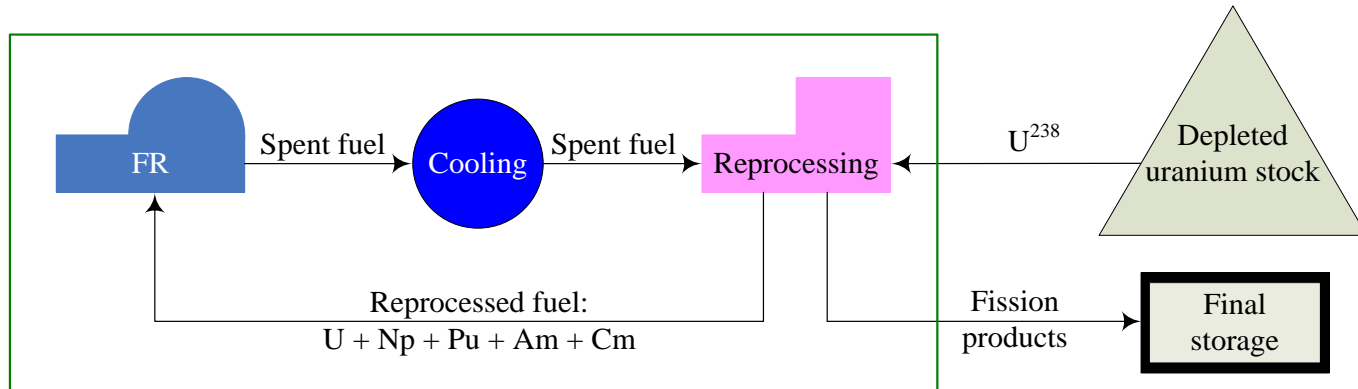 FR
Spent fuel
Cooling
Spent fuel
Reprocessing
U²³⁸
Depleted
uranium stock
Reprocessed fuel:
U + Np + Pu + Am + Cm
Fission
products
Final
storage